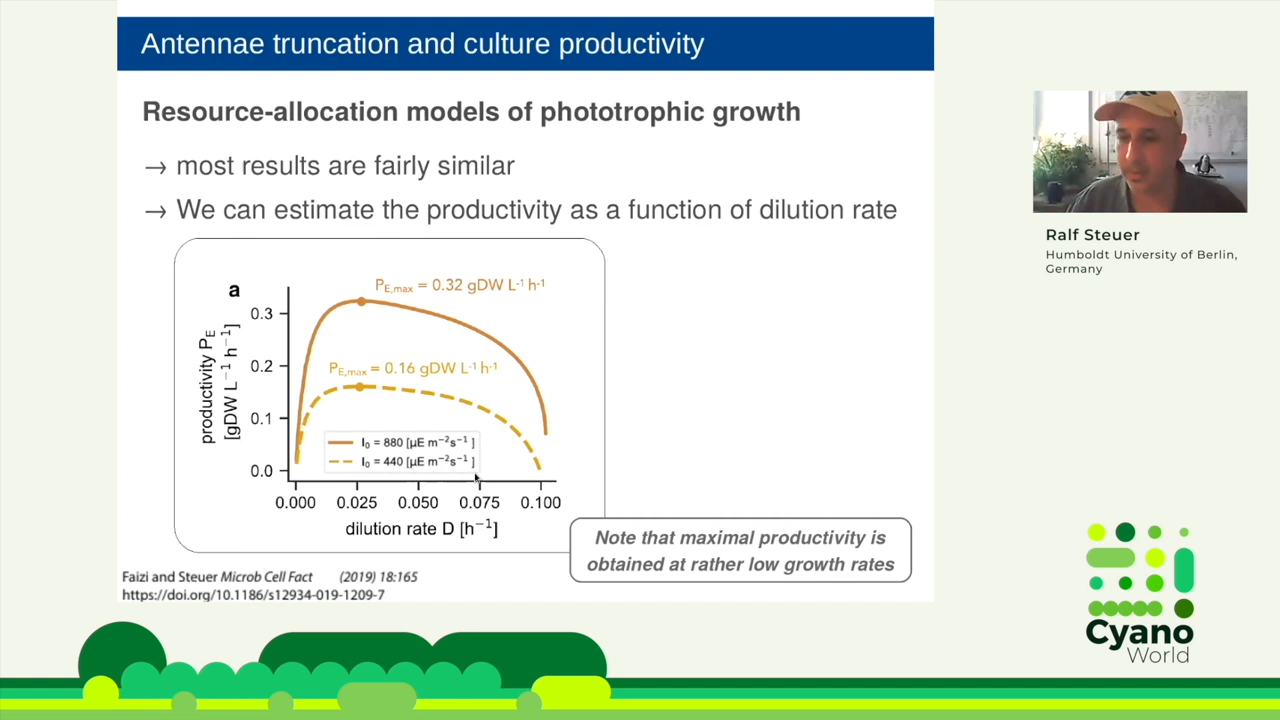 Antennae truncation and culture productivity
Resource-allocation models of phototrophic growth
→ most results are fairly similar
→ We can estimate the productivity as a function of dilution rate
a
P_E,max = 0.32 gDW L⁻¹ h⁻¹
P_E,max = 0.16 gDW L⁻¹ h⁻¹
productivity P_E
[gDW L⁻¹ h⁻¹]
0.3
0.2
0.1
0.0
I₀ = 880 [µE m⁻²s⁻¹ ]
I₀ = 440 [µE m⁻²s⁻¹ ]
0.000 0.025 0.050 0.075 0.100
dilution rate D [h⁻¹]
Note that maximal productivity is
obtained at rather low growth rates
Faizi and Steuer Microb Cell Fact (2019) 18:165
https://doi.org/10.1186/s12934-019-1209-7
Ralf Steuer
Humboldt University of Berlin,
Germany
Cyano
World